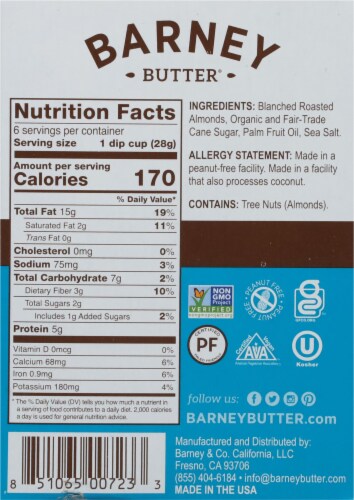 BARNEY
BUTTER®
Nutrition Facts
6 servings per container
Serving size 1 dip cup (28g)
Amount per serving
Calories 170
% Daily Value*
Total Fat 15g 19%
Saturated Fat 2g 11%
Trans Fat 0g
Cholesterol 0mg 0%
Sodium 75mg 3%
Total Carbohydrate 7g 2%
Dietary Fiber 3g 10%
Total Sugars 2g
Includes 1g Added Sugars 2%
Protein 5g
Vitamin D 0mcg 0%
Calcium 68mg 6%
Iron 0.9mg 6%
Potassium 180mg 4%
* The % Daily Value (DV) tells you how much a nutrient in
a serving of food contributes to a daily diet. 2,000 calories
a day is used for general nutrition advice.
INGREDIENTS: Blanched Roasted
Almonds, Organic and Fair-Trade
Cane Sugar, Palm Fruit Oil, Sea Salt.
ALLERGY STATEMENT: Made in a
peanut-free facility. Made in a facility
that also processes coconut.
CONTAINS: Tree Nuts (Almonds).
NON
GMO
Project
VERIFIED
nongmoproject.org
PEANUT FREE
PEANUT FREE
CERTIFIED
PF
AVA
U
Kosher
follow us:
BARNEYBUTTER.com
Manufactured and Distributed by:
Barney & Co. California, LLC
Fresno, CA 93706
(855) 404-6184 • info@barneybutter.com
MADE IN THE USA
8 51065 00723 3